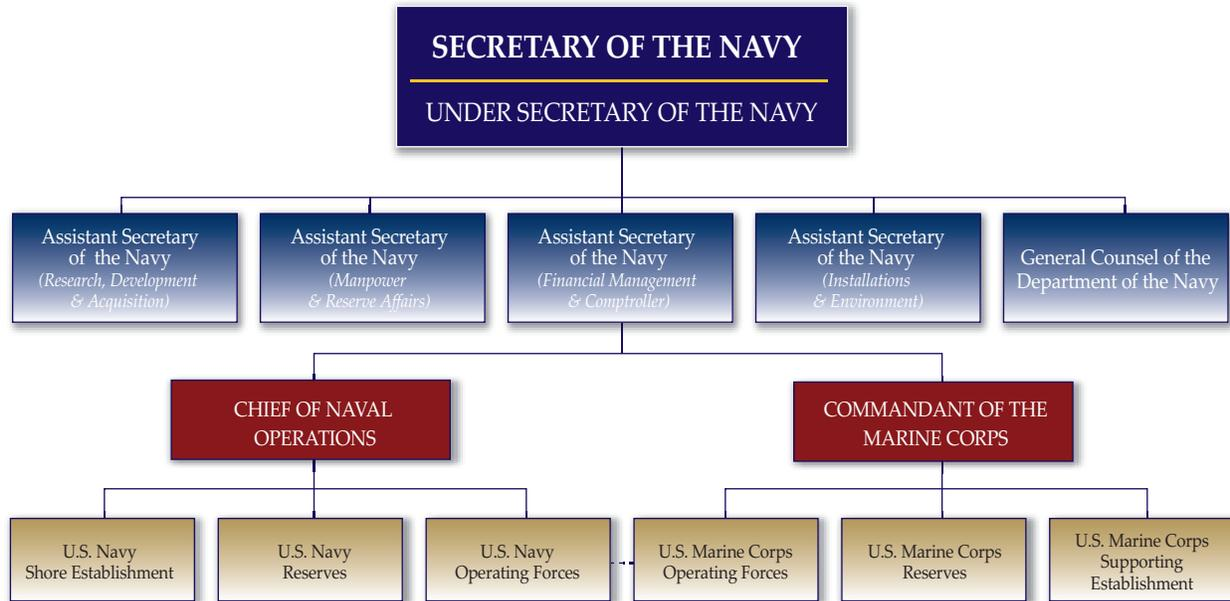 SECRETARY OF THE NAVY
UNDER SECRETARY OF THE NAVY
Assistant Secretary
of the Navy
(Research, Development
& Acquisition)
Assistant Secretary
of the Navy
(Manpower
& Reserve Affairs)
Assistant Secretary
of the Navy
(Financial Management
& Comptroller)
Assistant Secretary
of the Navy
(Installations
& Environment)
General Counsel of the
Department of the Navy
CHIEF OF NAVAL
OPERATIONS
COMMANDANT OF THE
MARINE CORPS
U.S. Navy
Shore Establishment
U.S. Navy
Reserves
U.S. Navy
Operating Forces
U.S. Marine Corps
Operating Forces
U.S. Marine Corps
Reserves
U.S. Marine Corps
Supporting
Establishment